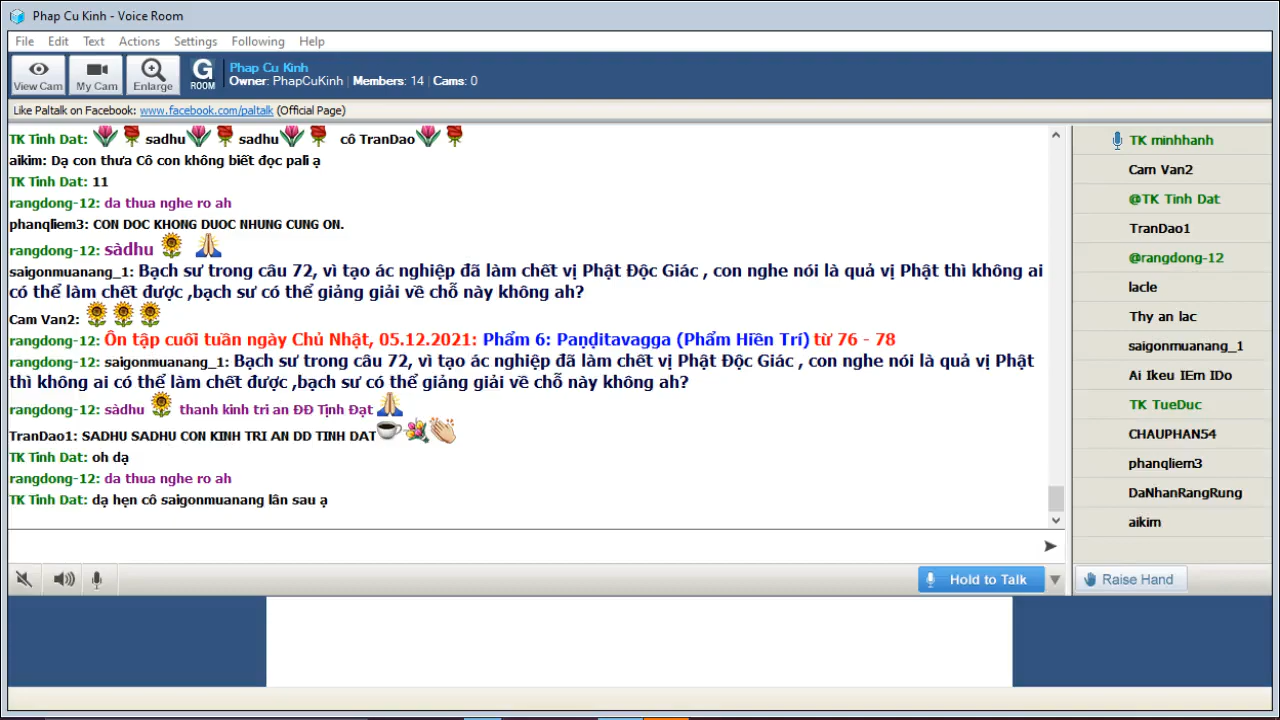 Phap Cu Kinh - Voice Room
File Edit Text Actions Settings Following Help
View Cam My Cam Enlarge G ROOM
Phap Cu Kinh
Owner: PhapCuKinh | Members: 14 | Cams: 0
Like Paltalk on Facebook: www.facebook.com/paltalk (Official Page)
TK Tinh Dat: sadhu sadhu cô TranDao
aikim: Dạ con thưa Cô con không biết đọc pali ạ
TK Tinh Dat: 11
rangdong-12: da thua nghe ro ah
phanqliem3: CON DOC KHONG DUOC NHUNG CUNG ON.
rangdong-12: sàdhu
saigonmuanang_1: Bạch sư trong câu 72, vì tạo ác nghiệp đã làm chết vị Phật Độc Giác , con nghe nói là quả vị Phật thì không ai
có thể làm chết được ,bạch sư có thể giảng giải về chỗ này không ah?
Cam Van2:
rangdong-12: Ôn tập cuối tuần ngày Chủ Nhật, 05.12.2021: Phẩm 6: Paṇḍitavagga (Phẩm Hiền Trí) từ 76 - 78
rangdong-12: saigonmuanang_1: Bạch sư trong câu 72, vì tạo ác nghiệp đã làm chết vị Phật Độc Giác , con nghe nói là quả vị Phật
thì không ai có thể làm chết được ,bạch sư có thể giảng giải về chỗ này không ah?
rangdong-12: sàdhu thanh kinh tri an ĐĐ Tịnh Đạt
TranDao1: SADHU SADHU CON KINH TRI AN DD TINH DAT
TK Tinh Dat: oh dạ
rangdong-12: da thua nghe ro ah
TK Tinh Dat: dạ hẹn cô saigonmuanang lân sau ạ
TK minhhanh
Cam Van2
@TK Tinh Dat
TranDao1
@rangdong-12
lacle
Thy an lac
saigonmuanang_1
Ai Ikeu IEm IDo
TK TueDuc
CHAUPHAN54
phanqliem3
DaNhanRangRung
aikim
Hold to Talk
Raise Hand